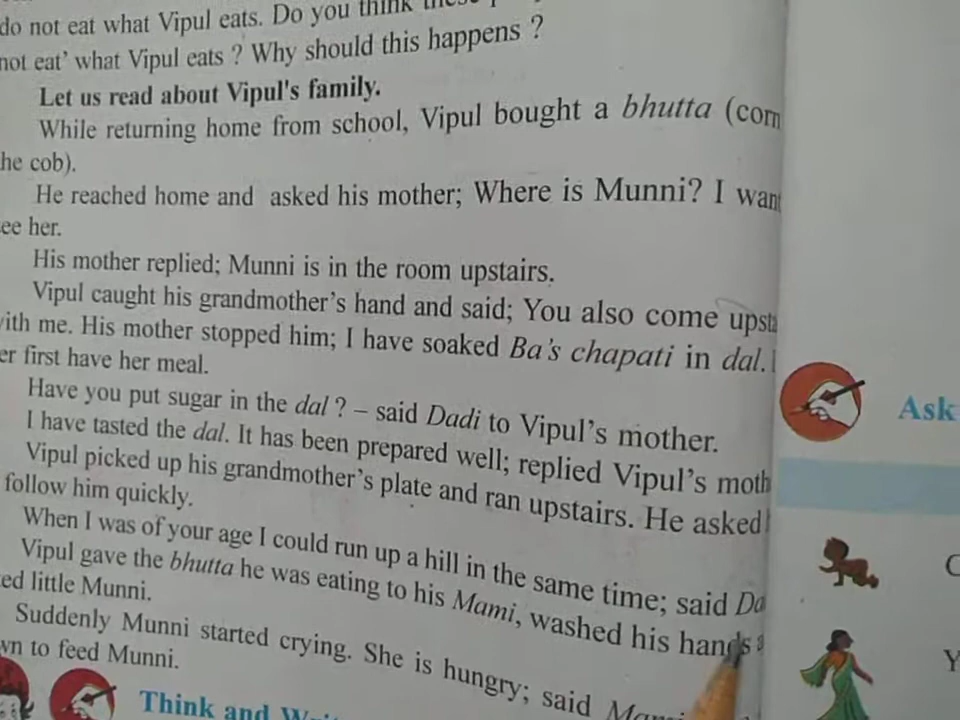 do not eat what Vipul eats. Do you think
not eat’ what Vipul eats ? Why should this happens ?
Let us read about Vipul's family.
While returning home from school, Vipul bought a bhutta (corn
he cob).
He reached home and asked his mother; Where is Munni? I want
ee her.
His mother replied; Munni is in the room upstairs.
Vipul caught his grandmother’s hand and said; You also come upsta
with me. His mother stopped him; I have soaked Ba’s chapati in dal.
er first have her meal.
Have you put sugar in the dal ? – said Dadi to Vipul’s mother.
I have tasted the dal. It has been prepared well; replied Vipul’s moth
Vipul picked up his grandmother’s plate and ran upstairs. He asked
follow him quickly.
When I was of your age I could run up a hill in the same time; said Da
Vipul gave the bhutta he was eating to his Mami, washed his hands
ed little Munni.
Suddenly Munni started crying. She is hungry; said Mami
wn to feed Munni.
Think and
Ask